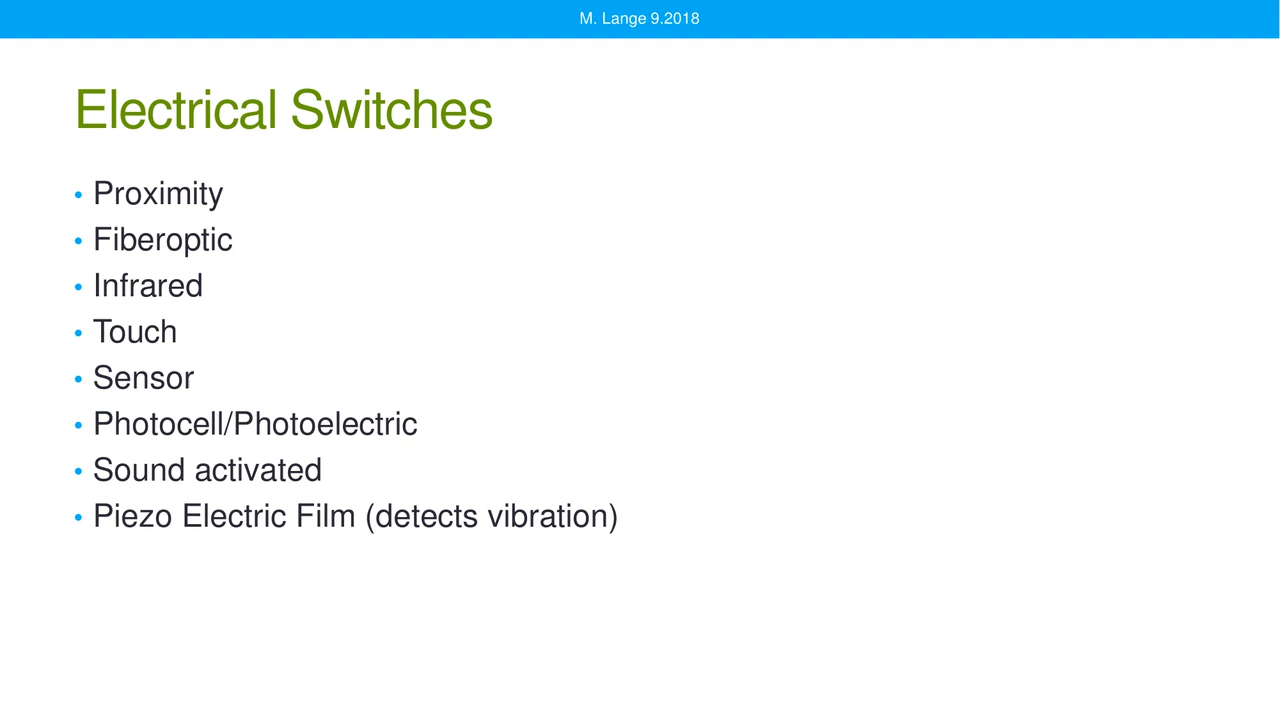 M. Lange 9.2018
Electrical Switches
• Proximity
• Fiberoptic
• Infrared
• Touch
• Sensor
• Photocell/Photoelectric
• Sound activated
• Piezo Electric Film (detects vibration)